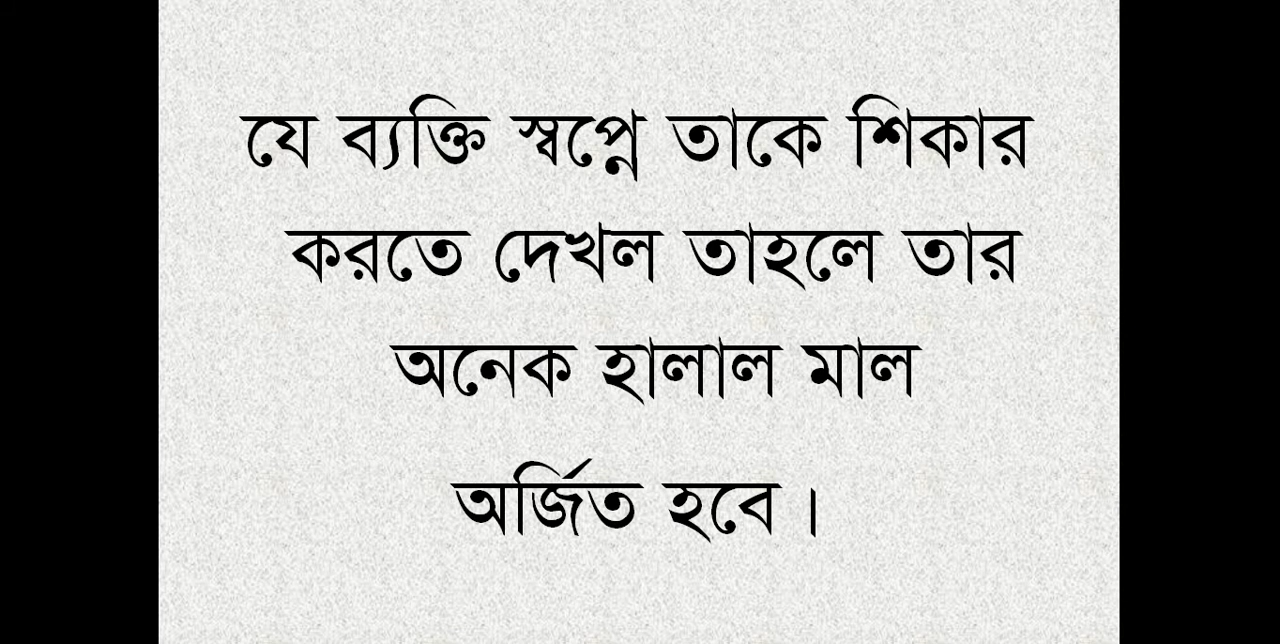 যে ব্যক্তি স্বপ্নে তাকে শিকার
করতে দেখল তাহলে তার
অনেক হালাল মাল
অর্জিত হবে।